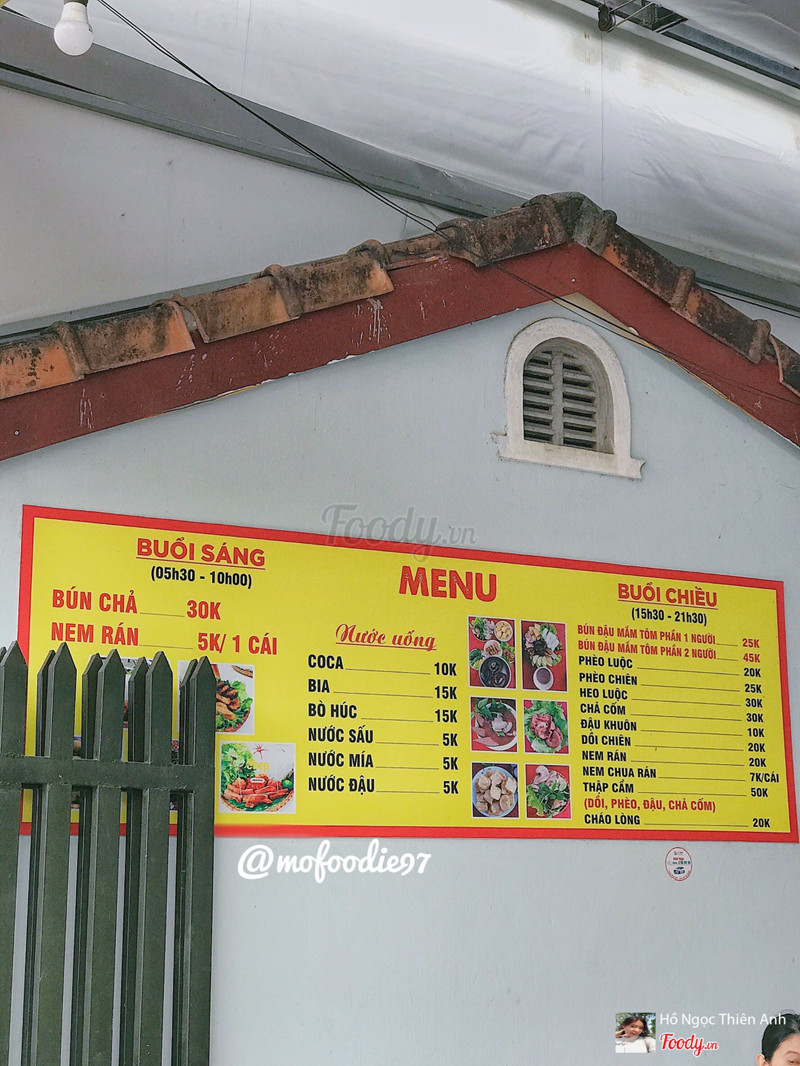 Foody.vn
BUỔI SÁNG
(05h30 - 10h00)
BÚN CHẢ 30K
NEM RÁN 5K/ 1 CÁI
MENU
Nước uống
COCA 10K
BIA 15K
BÒ HÚC 15K
NƯỚC SẤU 5K
NƯỚC MÍA 5K
NƯỚC ĐẬU 5K
BUỔI CHIỀU
(15h30 - 21h30)
BÚN ĐẬU MẮM TÔM PHẦN 1 NGƯỜI 25K
BÚN ĐẬU MẮM TÔM PHẦN 2 NGƯỜI 45K
PHÈO LUỘC 20K
PHÈO CHIÊN 25K
HEO LUỘC 30K
CHẢ CỐM 30K
ĐẬU KHUÔN 10K
DỒI CHIÊN 20K
NEM RÁN 20K
NEM CHUA RÁN 7K/CÁI
THẬP CẨM 50K
(DỒI, PHÈO, ĐẬU, CHẢ CỐM)
CHÁO LÒNG 20K
@mofoodie97
Hồ Ngọc Thiên Anh
Foody.vn